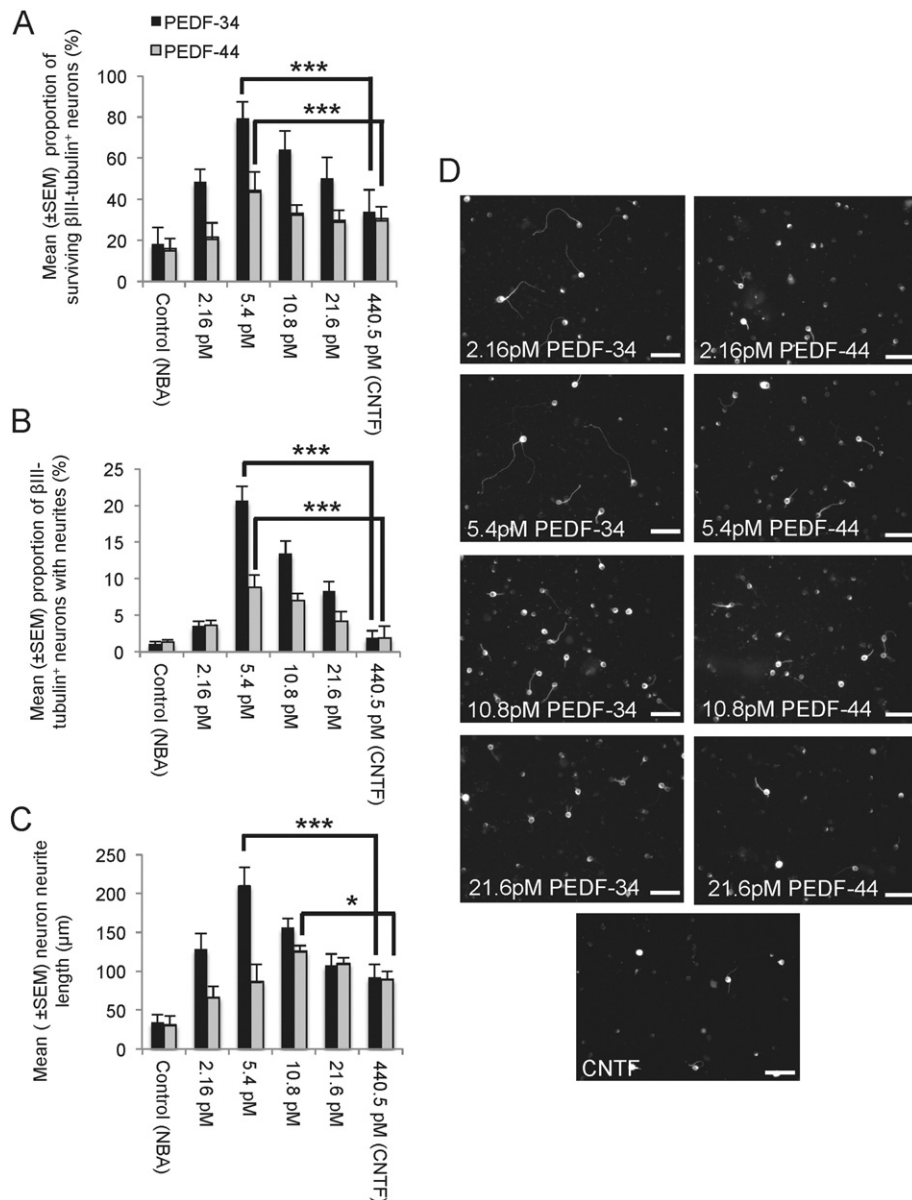 A
PEDF-34
PEDF-44
Mean (±SEM) proportion of
surviving βIII-tubulin⁺ neurons (%)
100
80
60
40
20
0
***
***
Control (NBA)
2.16 pM
5.4 pM
10.8 pM
21.6 pM
440.5 pM (CNTF)
B
Mean (±SEM) proportion of βIII-
tubulin⁺ neurons with neurites (%)
25
20
15
10
5
0
***
***
Control (NBA)
2.16 pM
5.4 pM
10.8 pM
21.6 pM
440.5 pM (CNTF)
C
Mean ( ±SEM) neuron neurite
length (µm)
250
200
150
100
50
0
***
*
Control (NBA)
2.16 pM
5.4 pM
10.8 pM
21.6 pM
440.5 pM (CNTF)
D
2.16pM PEDF-34
2.16pM PEDF-44
5.4pM PEDF-34
5.4pM PEDF-44
10.8pM PEDF-34
10.8pM PEDF-44
21.6pM PEDF-34
21.6pM PEDF-44
CNTF